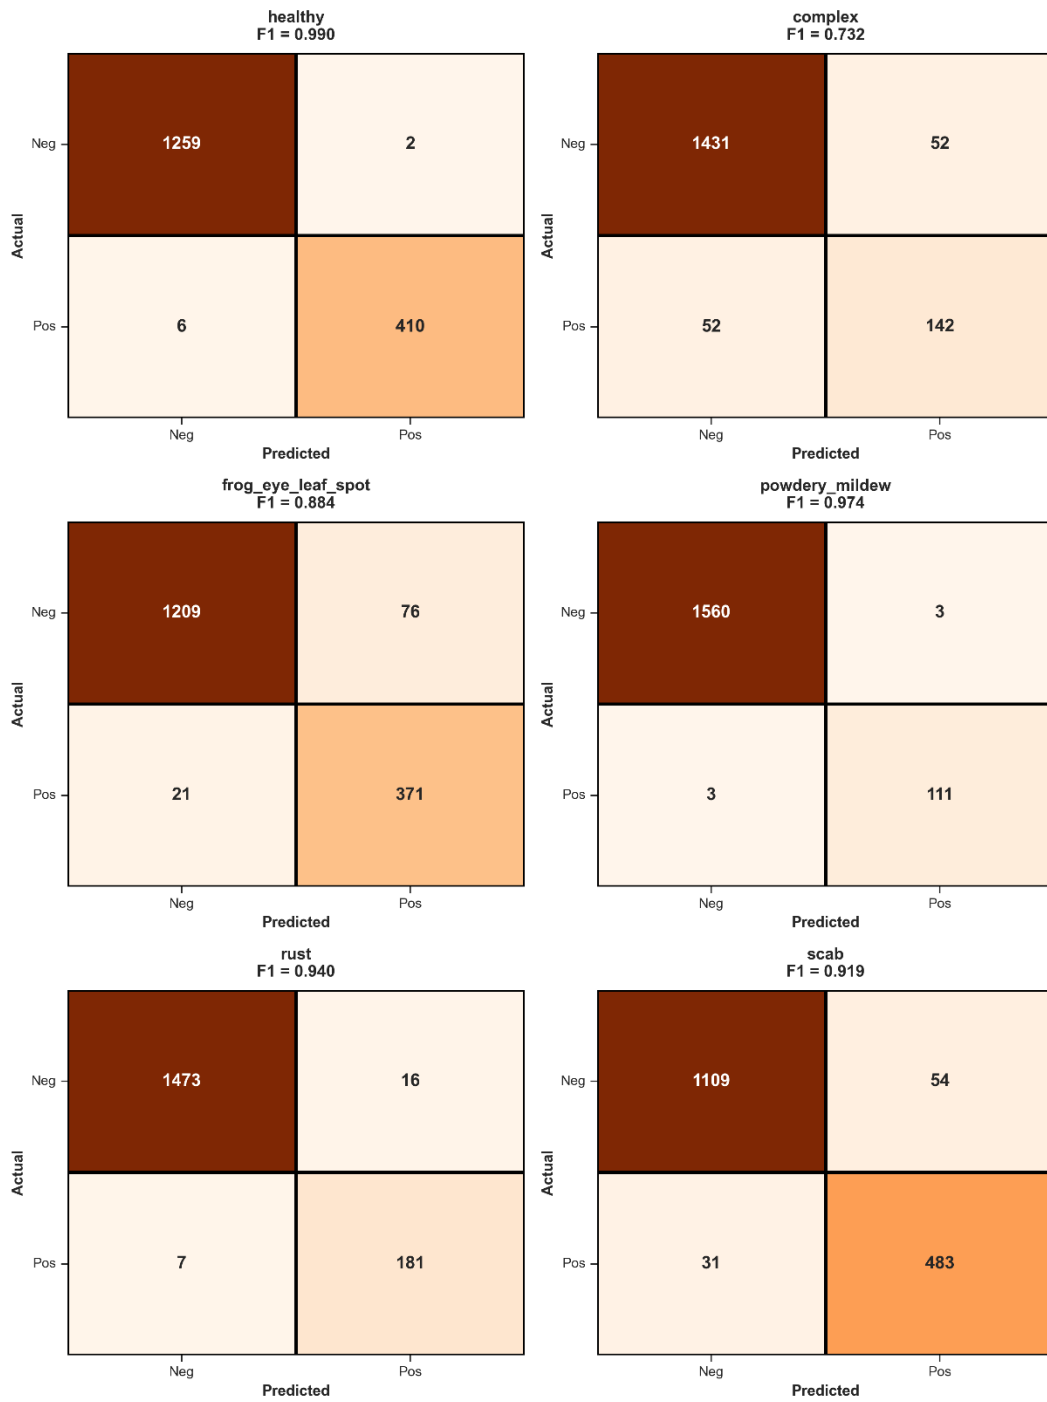 healthy
F1 = 0.990
Actual
Neg
1259
2
Pos
6
410
Neg
Pos
Predicted
complex
F1 = 0.732
Actual
Neg
1431
52
Pos
52
142
Neg
Pos
Predicted
frog_eye_leaf_spot
F1 = 0.884
Actual
Neg
1209
76
Pos
21
371
Neg
Pos
Predicted
powdery_mildew
F1 = 0.974
Actual
Neg
1560
3
Pos
3
111
Neg
Pos
Predicted
rust
F1 = 0.940
Actual
Neg
1473
16
Pos
7
181
Neg
Pos
Predicted
scab
F1 = 0.919
Actual
Neg
1109
54
Pos
31
483
Neg
Pos
Predicted